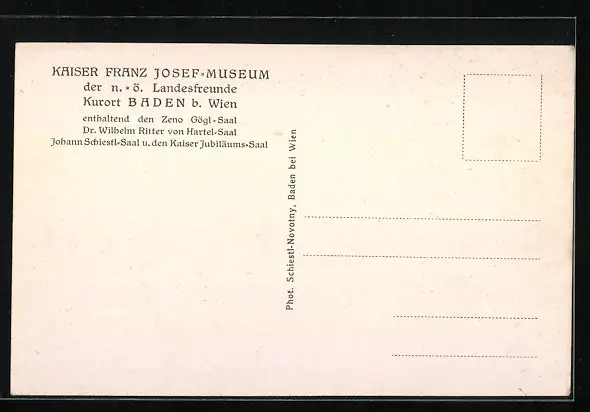 KAISER FRANZ JOSEF-MUSEUM
der n.-ö. Landesfreunde
Kurort BADEN b. Wien
enthaltend den Zeno Gögl-Saal
Dr. Wilhelm Ritter von Hartel-Saal
Johann Schiestl-Saal u. den Kaiser Jubiläums-Saal
Phot. Schiestl-Novotny, Baden bei Wien